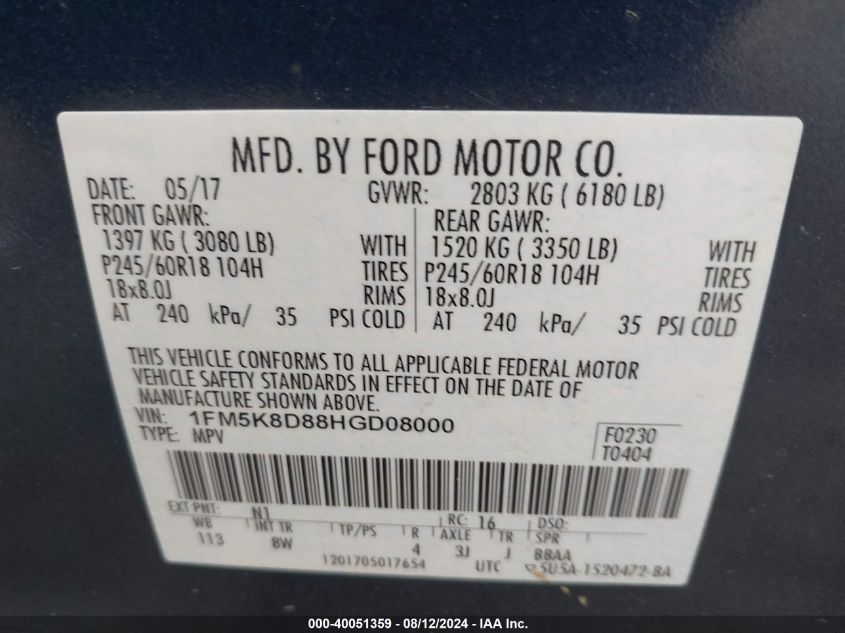 MFD. BY FORD MOTOR CO.
DATE: 05/17 GVWR: 2803 KG ( 6180 LB)
FRONT GAWR: REAR GAWR:
1397 KG ( 3080 LB) WITH 1520 KG ( 3350 LB) WITH
P245/60R18 104H TIRES P245/60R18 104H TIRES
18x8.0J RIMS 18x8.0J RIMS
AT 240 kPa/ 35 PSI COLD AT 240 kPa/ 35 PSI COLD
THIS VEHICLE CONFORMS TO ALL APPLICABLE FEDERAL MOTOR
VEHICLE SAFETY STANDARDS IN EFFECT ON THE DATE OF
MANUFACTURE SHOWN ABOVE.
VIN: 1FM5K8D88HGD08000
TYPE: MPV
F0230
T0404
EXT PNT: N1 RC: 16 DSO:
WB INT TR TP/PS R AXLE TR SPR
113 8W 4 3J J BBAA
1201705017654 UTC 5U5A-1520472-BA
000-40051359 - 08/12/2024 - IAA Inc.